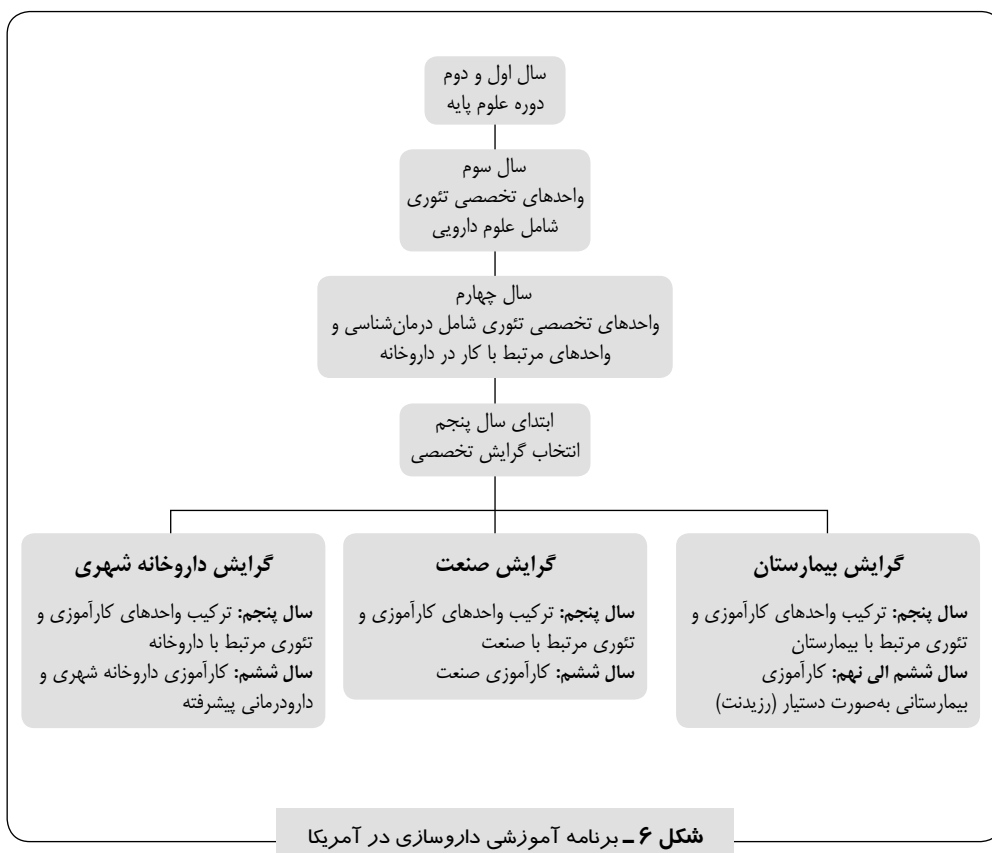 سال اول و دوم
دوره علوم پایه
سال سوم
واحدهای تخصصی تئوری
شامل علوم دارویی
سال چهارم
واحدهای تخصصی تئوری شامل درمان‌شناسی و
واحدهای مرتبط با کار در داروخانه
ابتدای سال پنجم
انتخاب گرایش تخصصی
گرایش بیمارستان
سال پنجم: ترکیب واحدهای کارآموزی و
تئوری مرتبط با بیمارستان
سال ششم الی نهم: کارآموزی
بیمارستانی به‌صورت دستیار (رزیدنت)
گرایش صنعت
سال پنجم: ترکیب واحدهای کارآموزی و
تئوری مرتبط با صنعت
سال ششم: کارآموزی صنعت
گرایش داروخانه شهری
سال پنجم: ترکیب واحدهای کارآموزی و
تئوری مرتبط با داروخانه
سال ششم: کارآموزی داروخانه شهری و
دارودرمانی پیشرفته
شکل ۶ ـ برنامه آموزشی داروسازی در آمریکا